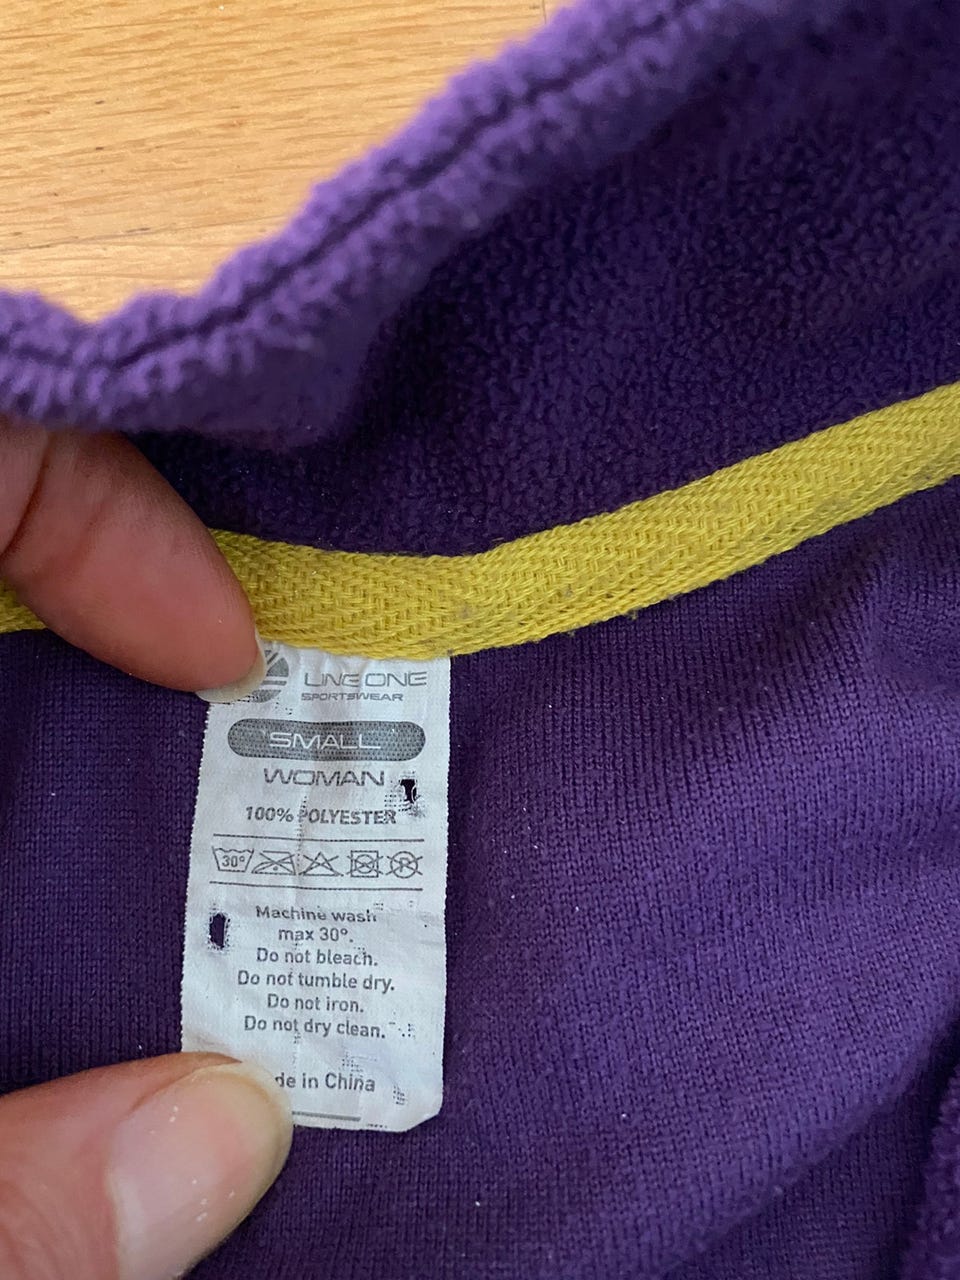 LINE ONE
SPORTSWEAR
SMALL
WOMAN
100% POLYESTER
30°
Machine wash
max 30°.
Do not bleach.
Do not tumble dry.
Do not iron.
Do not dry clean.
de in China